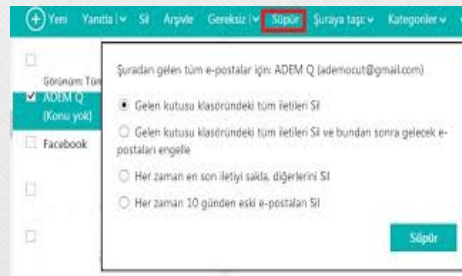 Yeni Yanıtla Sil Arşivle Gereksiz Süpür Şuraya taşı: Kategoriler
Görünüm: Tüm
ADEM Q
(Konu yok)
Facebook
Şuradan gelen tüm e-postalar için: ADEM Q (ademocut@gmail.com)
Gelen kutusu klasöründeki tüm iletileri Sil
Gelen kutusu klasöründeki tüm iletileri Sil ve bundan sonra gelecek e-
postaları engelle
Her zaman en son iletiyi sakla, diğerlerini Sil
Her zaman 10 günden eski e-postaları Sil
Süpür